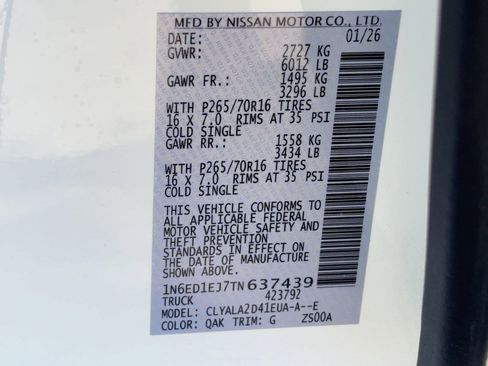 MFD BY NISSAN MOTOR CO., LTD.
DATE: 01/26
GVWR: 2727 KG
6012 LB
GAWR FR.: 1495 KG
3296 LB
WITH P265/70R16 TIRES
16 X 7.0 RIMS AT 35 PSI
COLD SINGLE
GAWR RR.: 1558 KG
3434 LB
WITH P265/70R16 TIRES
16 X 7.0 RIMS AT 35 PSI
COLD SINGLE
THIS VEHICLE CONFORMS TO
ALL APPLICABLE FEDERAL
MOTOR VEHICLE SAFETY AND
THEFT PREVENTION
STANDARDS IN EFFECT ON
THE DATE OF MANUFACTURE
SHOWN ABOVE.
1N6ED1EJ7TN637439
TRUCK 423792
MODEL: CLYALA2D41EUA-A--E
COLOR: QAK TRIM: G ZS00A